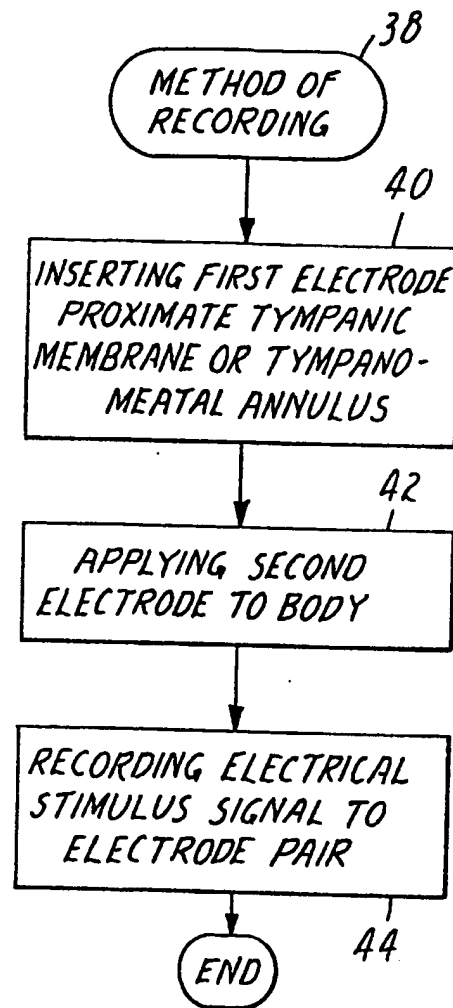 38
METHOD OF
RECORDING
40
INSERTING FIRST ELECTRODE
PROXIMATE TYMPANIC
MEMBRANE OR TYMPANO-
MEATAL ANNULUS
42
APPLYING SECOND
ELECTRODE TO BODY
RECORDING ELECTRICAL
STIMULUS SIGNAL TO
ELECTRODE PAIR
44
END